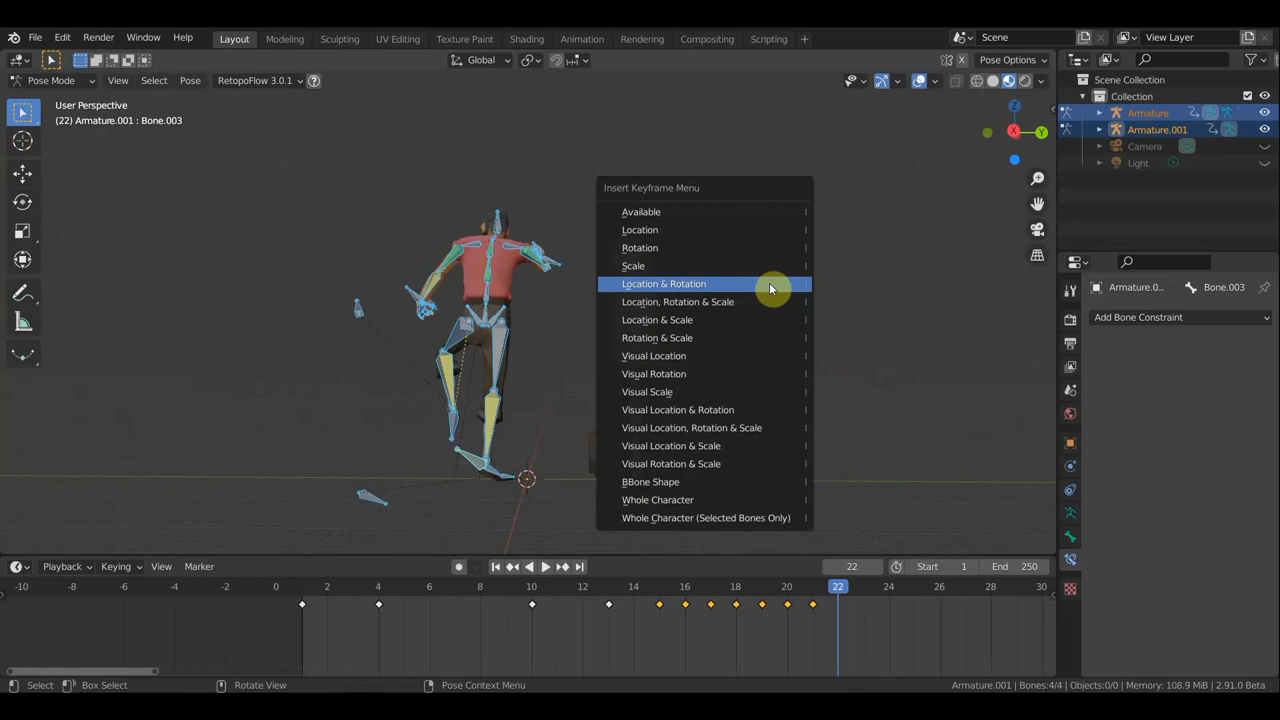 File Edit Render Window Help Layout Modeling Sculpting UV Editing Texture Paint Shading Animation Rendering Compositing Scripting + Scene View Layer
Global X Pose Options
Pose Mode View Select Pose RetopoFlow 3.0.1 Scene Collection
User Perspective Collection
(22) Armature.001 : Bone.003 Armature
Z Armature.001
X Y Camera
Light
Insert Keyframe Menu
Available I
Location I
Rotation I
Scale I
Location & Rotation I
Location, Rotation & Scale I
Location & Scale I
Rotation & Scale I
Visual Location I
Visual Rotation I
Visual Scale I
Visual Location & Rotation I
Visual Location, Rotation & Scale I
Visual Location & Scale I
Visual Rotation & Scale I
BBone Shape I
Whole Character I
Whole Character (Selected Bones Only) I
Armature.0... Bone.003
Add Bone Constraint
Playback Keying View Marker 22 Start 1 End 250
-8 -6 -4 -2 0 2 4 6 8 10 12 14 16 18 20 22 24 26 28 30
Select Box Select Rotate View Pose Context Menu Armature.001 | Bones:4/4 | Objects:0/0 | Memory: 108.9 MiB | 2.91.0 Beta